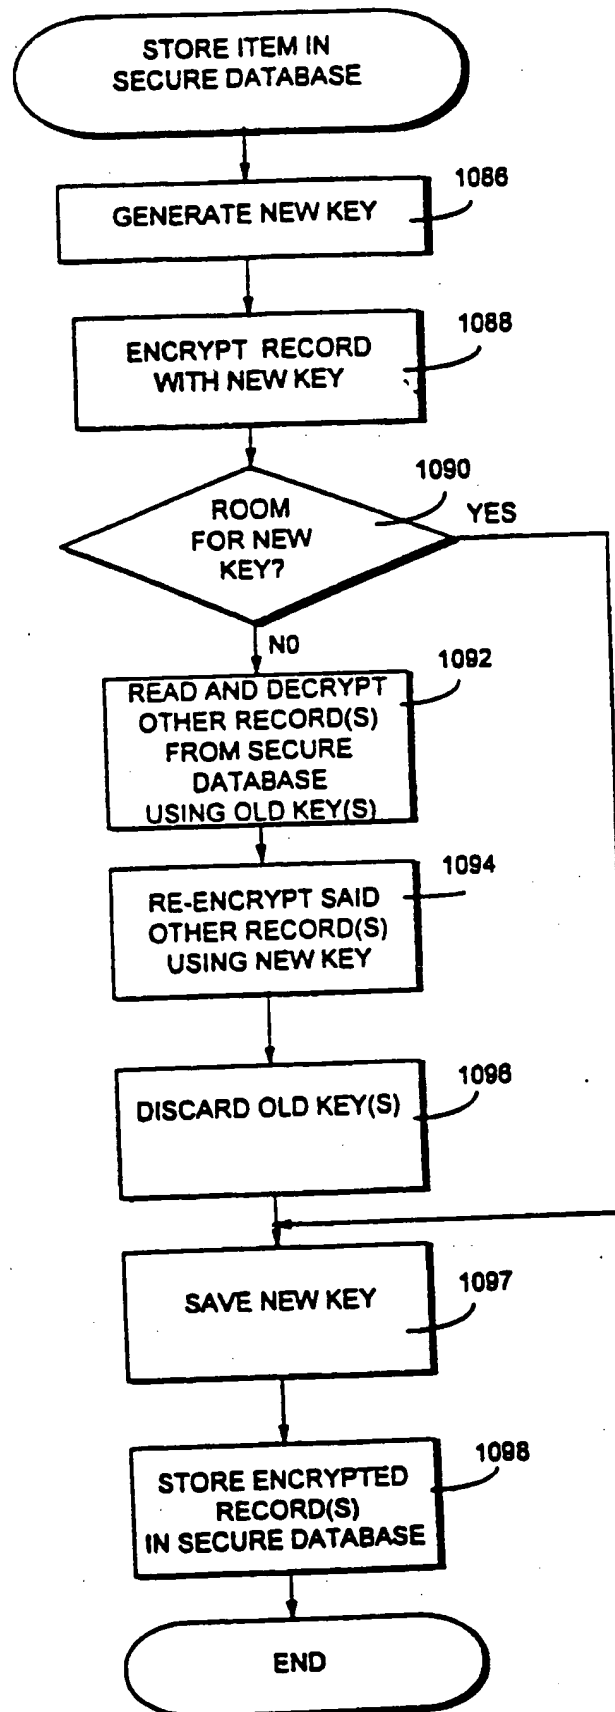 STORE ITEM IN
SECURE DATABASE
1086
GENERATE NEW KEY
1088
ENCRYPT RECORD
WITH NEW KEY
1090
ROOM
FOR NEW
KEY?
YES
NO
1092
READ AND DECRYPT
OTHER RECORD(S)
FROM SECURE
DATABASE
USING OLD KEY(S)
1094
RE-ENCRYPT SAID
OTHER RECORD(S)
USING NEW KEY
1096
DISCARD OLD KEY(S)
1097
SAVE NEW KEY
1098
STORE ENCRYPTED
RECORD(S)
IN SECURE DATABASE
END